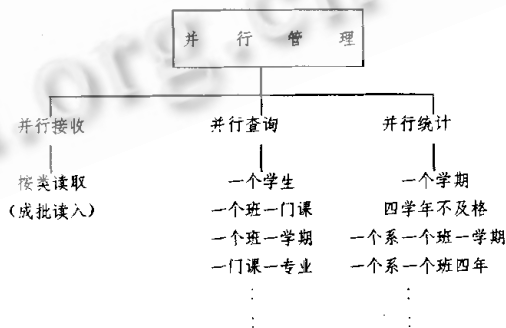 并行管理
并行接收 并行查询 并行统计
按类读取 一个学生 一个学期
（成批读入） 一个班一门课 四学年不及格
一个班一学期 一个系一个班一学期
一门课一专业 一个系一个班四年